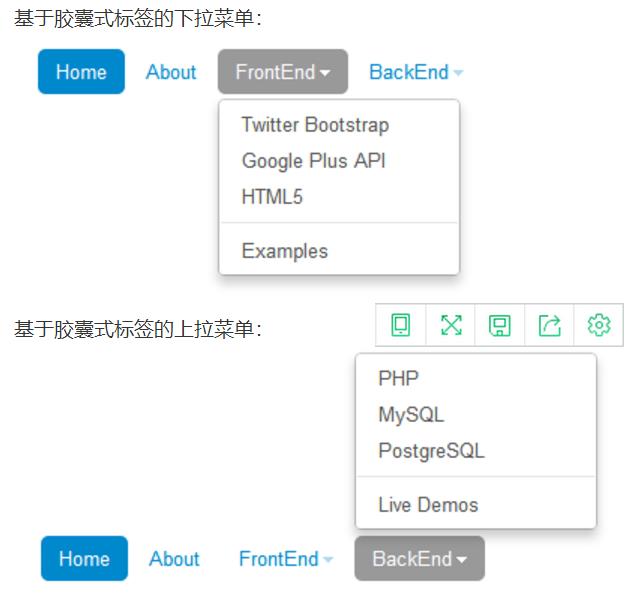 基于胶囊式标签的下拉菜单：
Home About FrontEnd BackEnd
Twitter Bootstrap
Google Plus API
HTML5
Examples
基于胶囊式标签的上拉菜单：
PHP
MySQL
PostgreSQL
Live Demos
Home About FrontEnd BackEnd